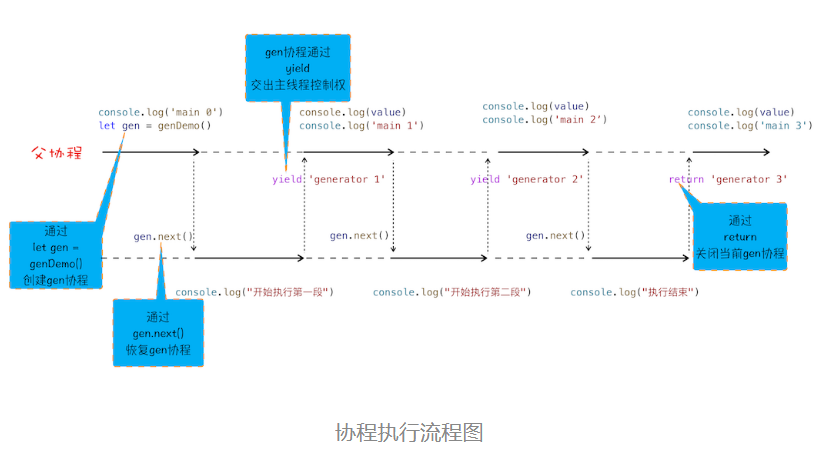 gen协程通过
yield
交出主线程控制权
console.log('main 0')
let gen = genDemo()
console.log(value)
console.log('main 1')
console.log(value)
console.log('main 2')
console.log(value)
console.log('main 3')
父协程
yield 'generator 1'
yield 'generator 2'
return 'generator 3'
通过
let gen =
genDemo()
创建gen协程
gen.next()
gen.next()
gen.next()
通过
return
关闭当前gen协程
console.log("开始执行第一段")
console.log("开始执行第二段")
console.log("执行结束")
通过
gen.next()
恢复gen协程
协程执行流程图